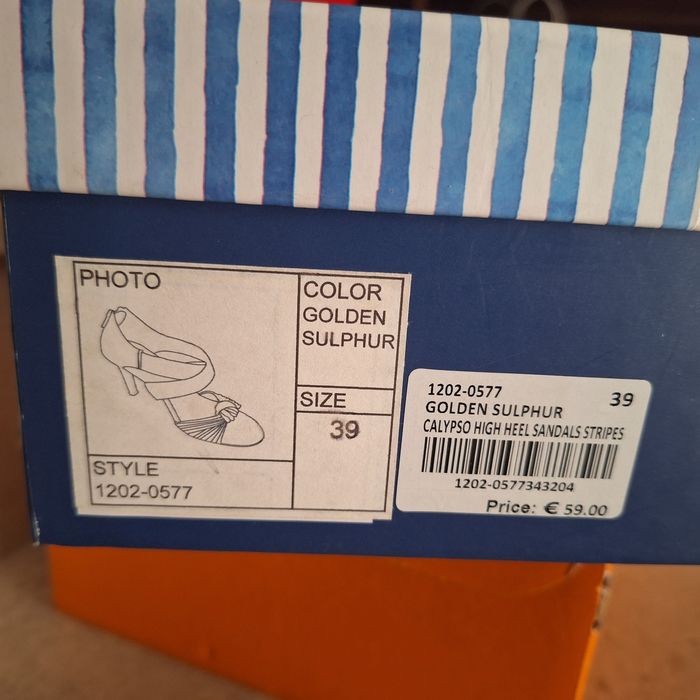 PHOTO
COLOR
GOLDEN
SULPHUR
SIZE
39
STYLE
1202-0577
1202-0577 39
GOLDEN SULPHUR
CALYPSO HIGH HEEL SANDALS STRIPES
1202-0577343204
Price: € 59.00